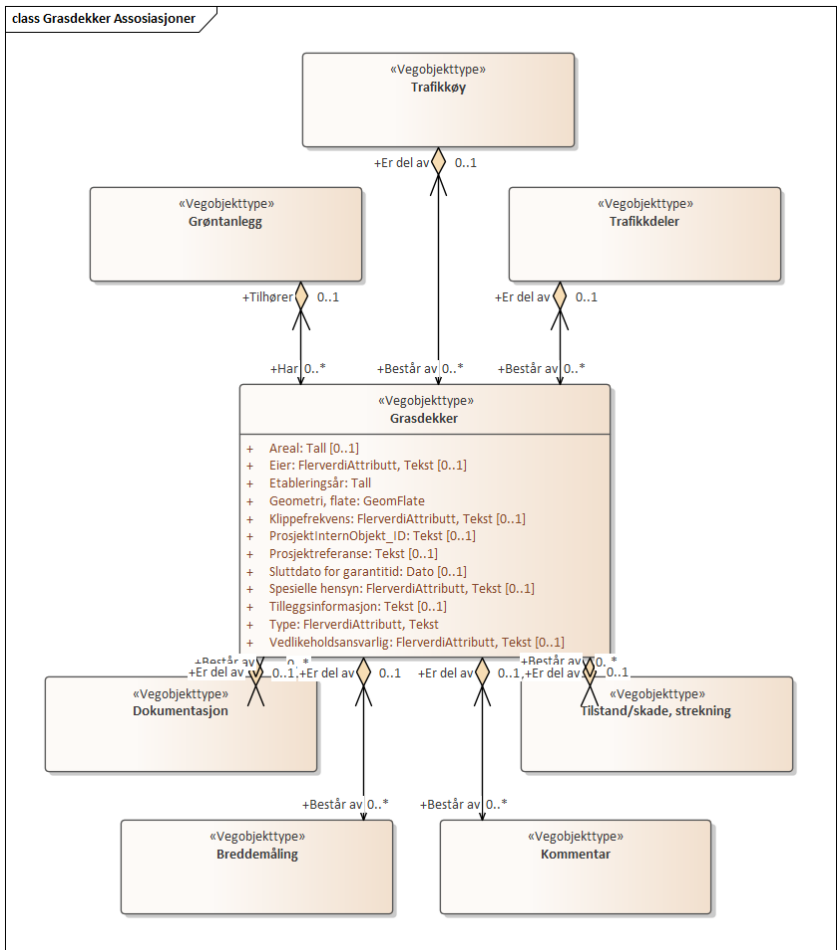 class Grasdekker Assosiasjoner
«Vegobjekttype»
Trafikkøy
+Er del av 0..1
«Vegobjekttype»
Grøntanlegg
«Vegobjekttype»
Trafikkdeler
+Tilhører 0..1
+Er del av 0..1
+Har 0..*
+Består av 0..*
+Består av 0..*
«Vegobjekttype»
Grasdekker
+ Areal: Tall [0..1]
+ Eier: FlerverdiAttributt, Tekst [0..1]
+ Etableringsår: Tall
+ Geometri, flate: GeomFlate
+ Klippefrekvens: FlerverdiAttributt, Tekst [0..1]
+ ProsjektInternObjekt_ID: Tekst [0..1]
+ Prosjektreferanse: Tekst [0..1]
+ Sluttdato for garantitid: Dato [0..1]
+ Spesielle hensyn: FlerverdiAttributt, Tekst [0..1]
+ Tilleggsinformasjon: Tekst [0..1]
+ Type: FlerverdiAttributt, Tekst
+ Vedlikeholdsansvarlig: FlerverdiAttributt, Tekst [0..1]
+Består av 0..*
+Består av 0..*
+Er del av 0..1
+Er del av 0..1
+Er del av 0..1
+Er del av 0..1
«Vegobjekttype»
Dokumentasjon
«Vegobjekttype»
Tilstand/skade, strekning
+Består av 0..*
+Består av 0..*
«Vegobjekttype»
Breddemåling
«Vegobjekttype»
Kommentar